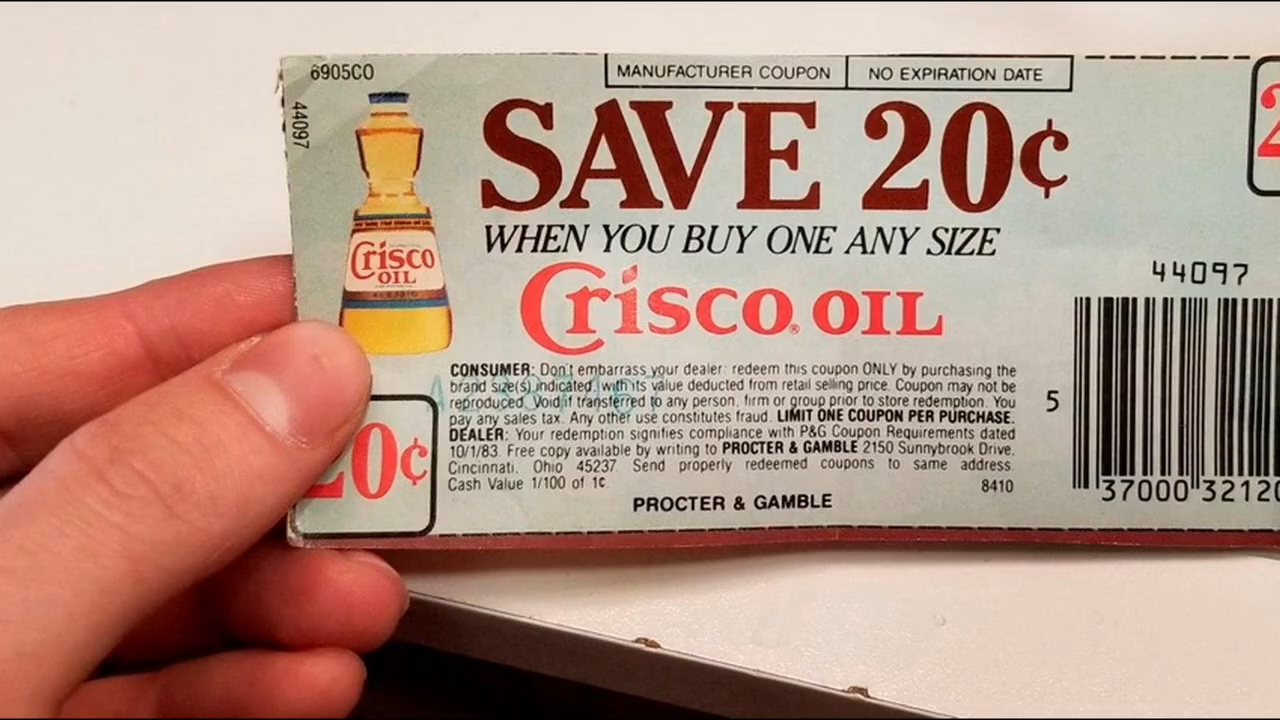 6905CO
44097
MANUFACTURER COUPON
NO EXPIRATION DATE
SAVE 20¢
WHEN YOU BUY ONE ANY SIZE
Crisco® OIL
Crisco
OIL
44097
CONSUMER: Don't embarrass your dealer: redeem this coupon ONLY by purchasing the
brand size(s) indicated, with its value deducted from retail selling price. Coupon may not be
reproduced. Void if transferred to any person, firm or group prior to store redemption. You
pay any sales tax. Any other use constitutes fraud. LIMIT ONE COUPON PER PURCHASE.
DEALER: Your redemption signifies compliance with P&G Coupon Requirements dated
10/1/83. Free copy available by writing to PROCTER & GAMBLE 2150 Sunnybrook Drive,
Cincinnati, Ohio 45237. Send properly redeemed coupons to same address.
Cash Value 1/100 of 1¢.
8410
PROCTER & GAMBLE
20¢
5
37000 32120
2